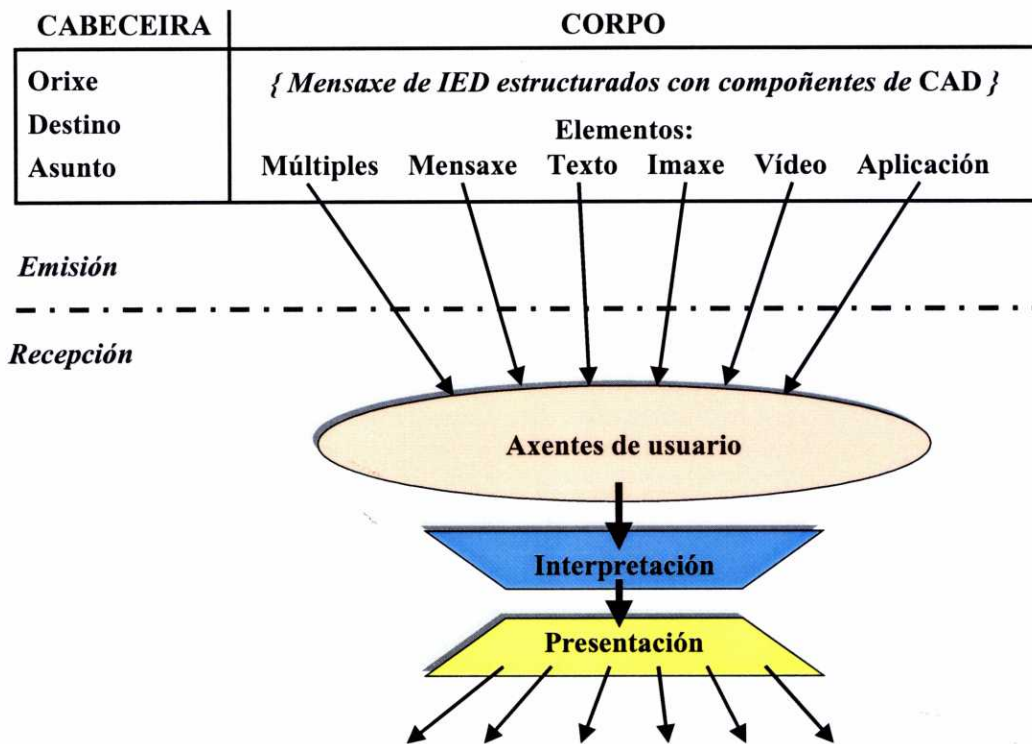 CABECEIRA CORPO
Orixe { Mensaxe de IED estructurados con compoñentes de CAD }
Destino Elementos:
Asunto Múltiples Mensaxe Texto Imaxe Vídeo Aplicación
Emisión
Recepción
Axentes de usuario
Interpretación
Presentación